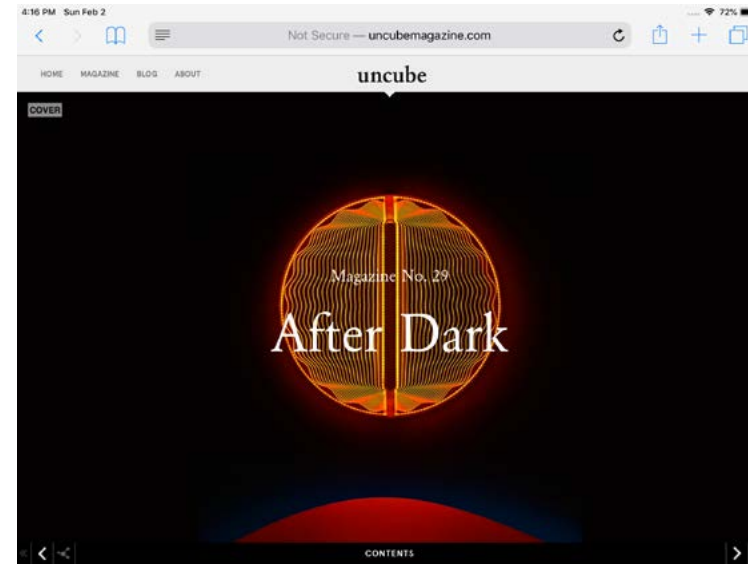 4:16 PM Sun Feb 2
72%
Not Secure — uncubemagazine.com
HOME MAGAZINE BLOG ABOUT
uncube
COVER
Magazine No. 29
After Dark
CONTENTS